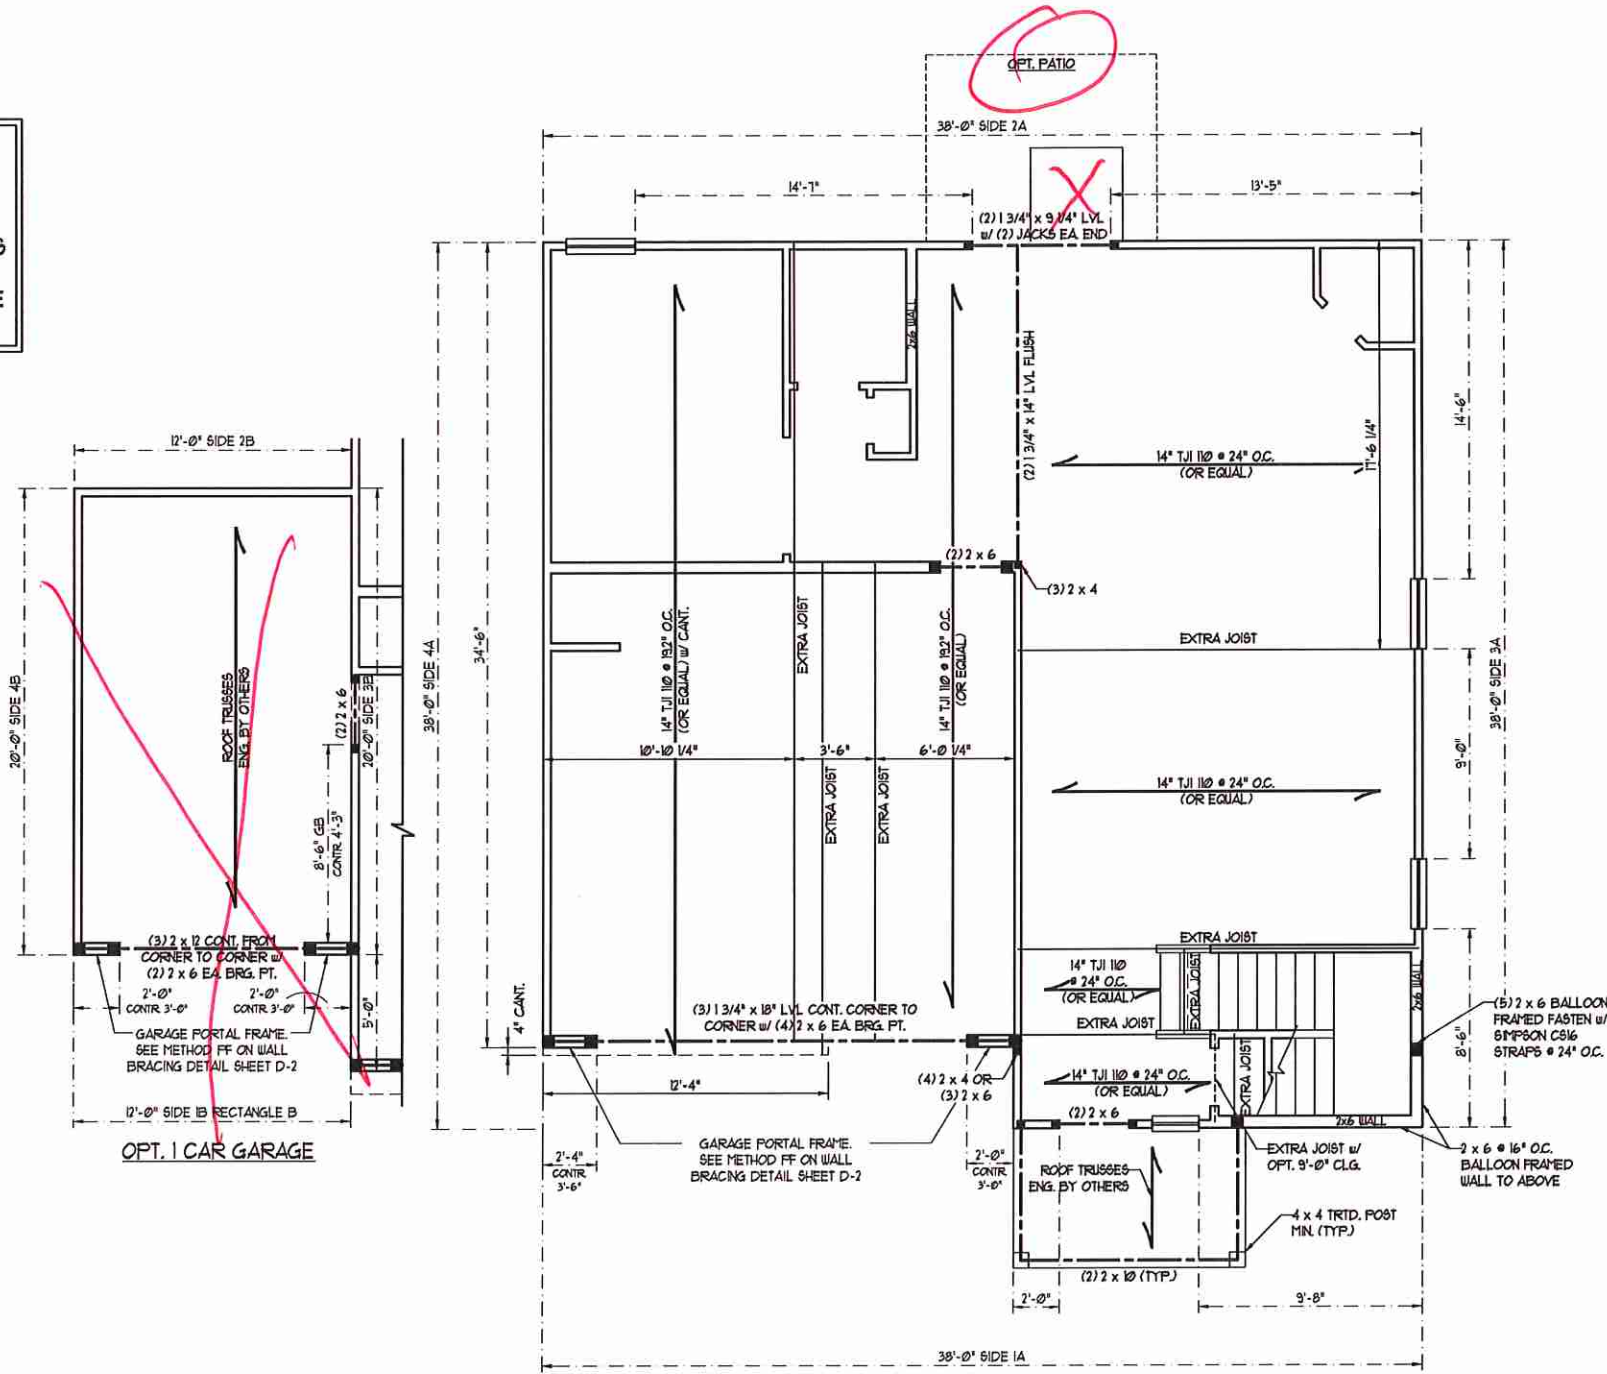 OPT. PATIO
38'-0" SIDE 2A
14'-7"
13'-5"
(2) 1 3/4" x 9 1/4" LVL
w/ (2) JACKS EA. END
2x6 WALL
(2) 1 3/4" x 14" LVL FLUSH
14" TJI 110 @ 24" O.C.
(OR EQUAL)
17'-6 1/4"
14'-6"
38'-0" SIDE 3A
9'-0"
8'-6"
12'-0" SIDE 2B
20'-0" SIDE 4B
ROOF TRUSSES
ENG. BY OTHERS
(2) 2 x 6
20'-0" SIDE 3B
8'-6" GB
CONTR. 4'-3"
38'-0" SIDE 4A
34'-6"
(2) 2 x 6
(3) 2 x 4
EXTRA JOIST
14" TJI 110 @ 19.2" O.C.
(OR EQUAL) w/ CANT.
EXTRA JOIST
14" TJI 110 @ 19.2" O.C.
(OR EQUAL)
10'-10 1/4"
3'-6"
6'-0 1/4"
EXTRA JOIST
EXTRA JOIST
14" TJI 110 @ 24" O.C.
(OR EQUAL)
EXTRA JOIST
(3) 2 x 12 CONT. FROM
CORNER TO CORNER w/
(2) 2 x 6 EA. BRG. PT.
2'-0"
CONTR. 3'-0"
2'-0"
CONTR. 3'-0"
5'-0"
GARAGE PORTAL FRAME.
SEE METHOD PF ON WALL
BRACING DETAIL SHEET D-2
12'-0" SIDE 1B RECTANGLE B
OPT. 1 CAR GARAGE
4" CANT.
(3) 1 3/4" x 18" LVL CONT. CORNER TO
CORNER w/ (4) 2 x 6 EA. BRG. PT.
14" TJI 110
@ 24" O.C.
(OR EQUAL)
EXTRA JOIST
EXTRA JOIST
2x6 WALL
(5) 2 x 6 BALLOON
FRAMED FASTEN w/
SIMPSON CS16
STRAPS @ 24" O.C.
12'-4"
(4) 2 x 4 OR
(3) 2 x 6
14" TJI 110 @ 24" O.C.
(OR EQUAL)
EXTRA JOIST
(2) 2 x 6
2x6 WALL
2'-4"
CONTR.
3'-6"
GARAGE PORTAL FRAME.
SEE METHOD PF ON WALL
BRACING DETAIL SHEET D-2
2'-0"
CONTR.
3'-0"
ROOF TRUSSES
ENG. BY OTHERS
EXTRA JOIST w/
OPT. 9'-0" CLG.
2 x 6 @ 16" O.C.
BALLOON FRAMED
WALL TO ABOVE
4 x 4 TRTD. POST
MIN. (TYP.)
(2) 2 x 10 (TYP.)
2'-0"
9'-8"
38'-0" SIDE 1A